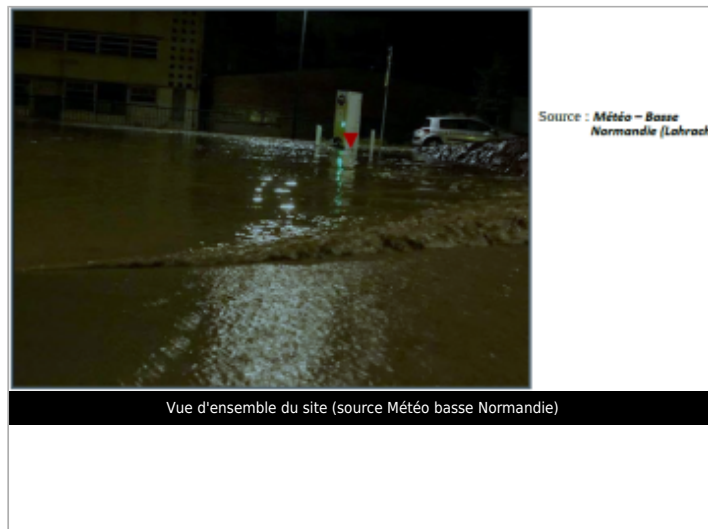 Source : Météo – Basse
Normandie
Vue d'ensemble du site (source Météo basse Normandie)